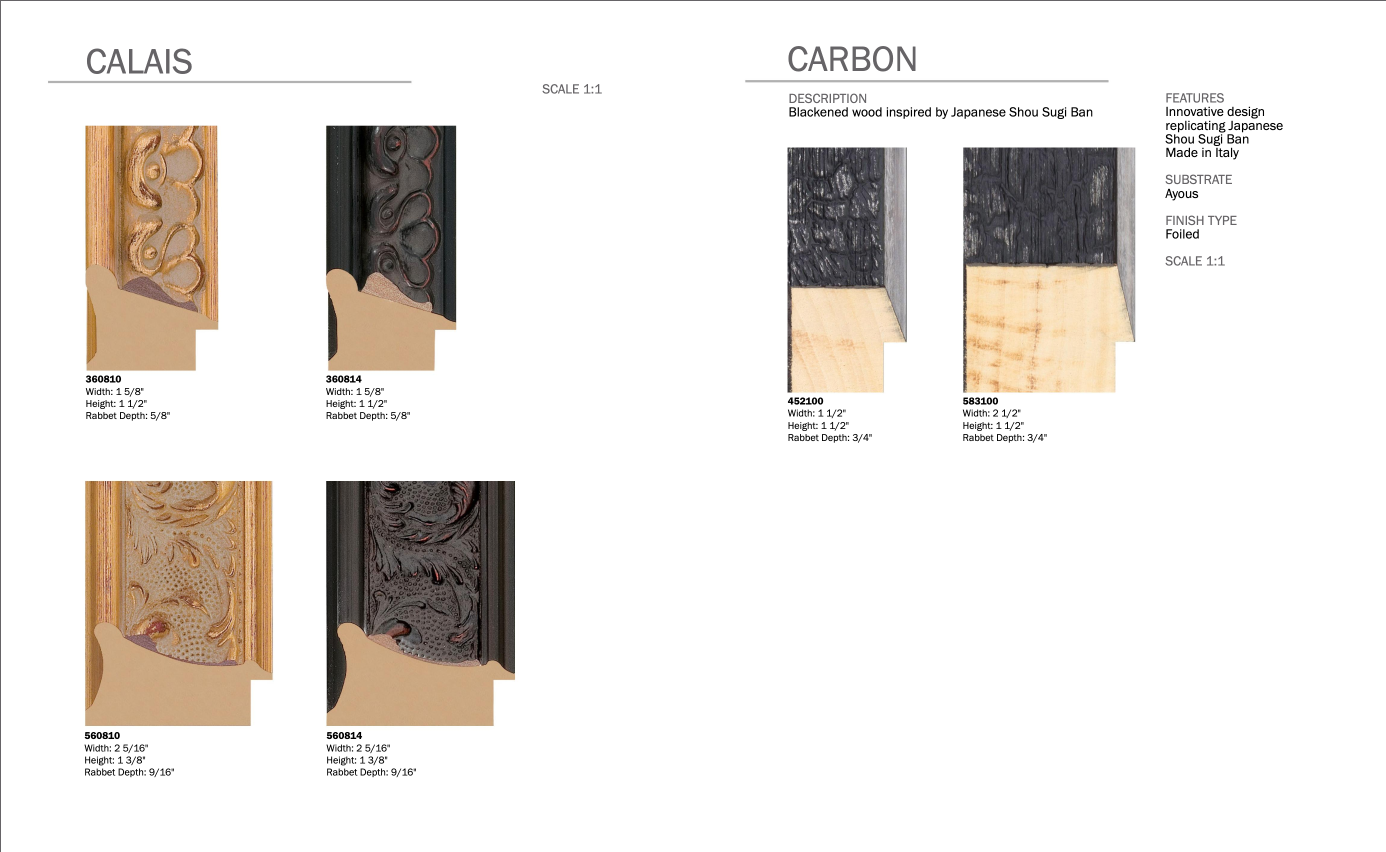 CALAIS
SCALE 1:1
360810
Width: 1 5/8"
Height: 1 1/2"
Rabbet Depth: 5/8"
360814
Width: 1 5/8"
Height: 1 1/2"
Rabbet Depth: 5/8"
560810
Width: 2 5/16"
Height: 1 3/8"
Rabbet Depth: 9/16"
560814
Width: 2 5/16"
Height: 1 3/8"
Rabbet Depth: 9/16"
CARBON
DESCRIPTION
Blackened wood inspired by Japanese Shou Sugi Ban
452100
Width: 1 1/2"
Height: 1 1/2"
Rabbet Depth: 3/4"
583100
Width: 2 1/2"
Height: 1 1/2"
Rabbet Depth: 3/4"
FEATURES
Innovative design
replicating Japanese
Shou Sugi Ban
Made in Italy
SUBSTRATE
Ayous
FINISH TYPE
Foiled
SCALE 1:1